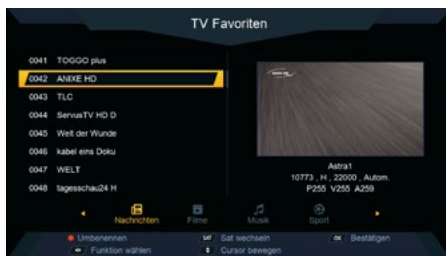 TV Favoriten
0041 TOGGO plus
0042 ANIXE HD
0043 TLC
0044 ServusTV HD D
0045 Welt der Wunde
0046 kabel eins Doku
0047 WELT
0048 tagesschau24 H
Astra1
10773 , H , 22000 , Autom.
P255 V255 A259
Nachrichten Filme Musik Sport
Umbenennen SAT Sat wechseln OK Bestätigen
Funktion wählen Cursor bewegen